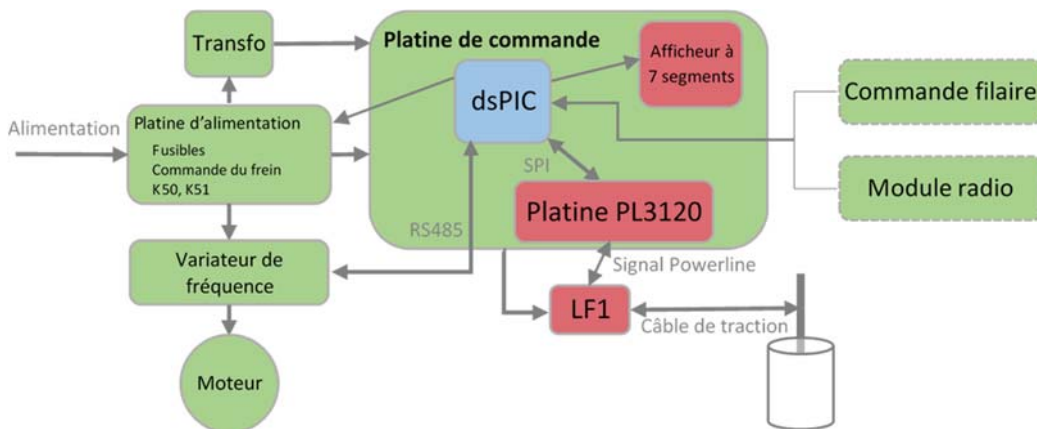 Transfo
Platine de commande
Afficheur à
7 segments
dsPIC
Commande filaire
Alimentation
Platine d'alimentation
Fusibles
Commande du frein
K50, K51
SPI
Module radio
Platine PL3120
RS485
Variateur de
fréquence
Signal Powerline
LF1
Câble de traction
Moteur